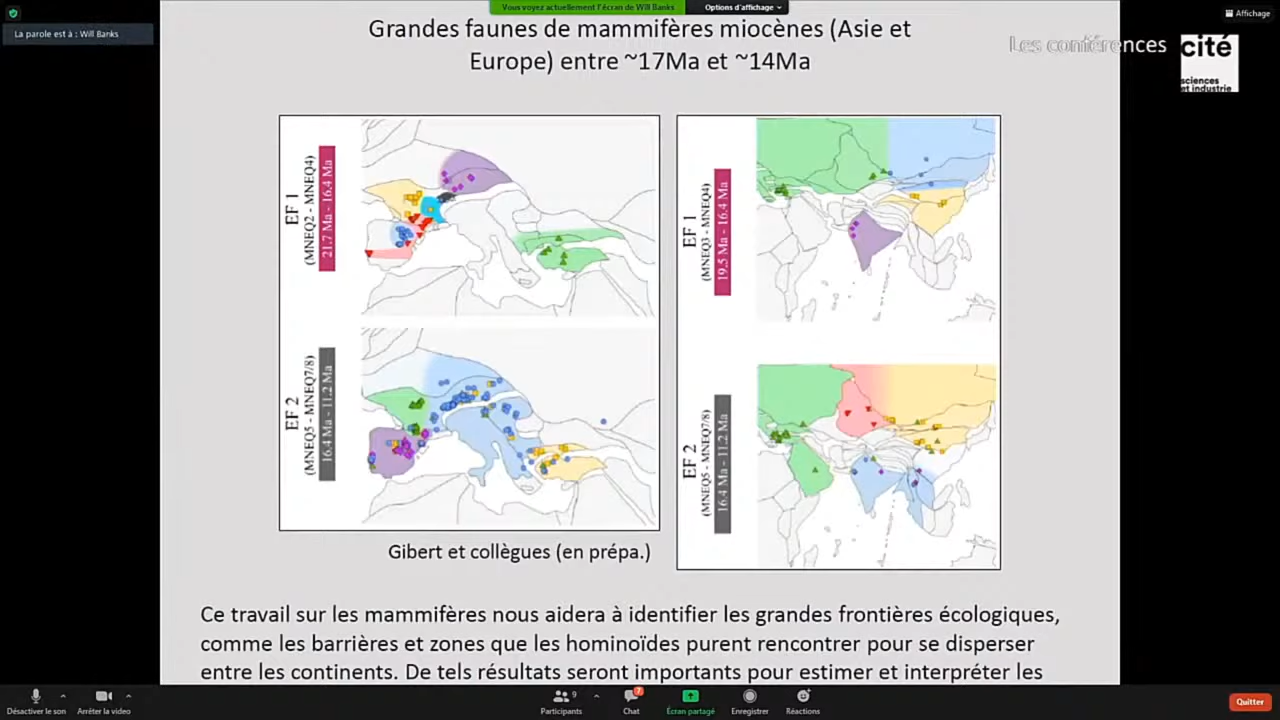 Vous voyez actuellement l'écran de Will Banks
Options d'affichage
Affichage
La parole est à : Will Banks
Grandes faunes de mammifères miocènes (Asie et
Europe) entre ~17Ma et ~14Ma
Les conférences
cité
sciences
et industrie
EF 1
(MNEQ2 - MNEQ4)
21.7 Ma - 16.4 Ma
EF 2
(MNEQ5 - MNEQ7/8)
16.4 Ma - 11.2 Ma
EF 1
(MNEQ3 - MNEQ4)
19.5 Ma - 16.4 Ma
EF 2
(MNEQ5 - MNEQ7/8)
16.4 Ma - 11.2 Ma
Gibert et collègues (en prépa.)
Ce travail sur les mammifères nous aidera à identifier les grandes frontières écologiques,
comme les barrières et zones que les hominoïdes purent rencontrer pour se disperser
entre les continents. De tels résultats seront importants pour estimer et interpréter les
Désactiver le son
Arrêter la vidéo
9
Participants
7
Chat
Écran partagé
Enregistrer
Réactions
Quitter